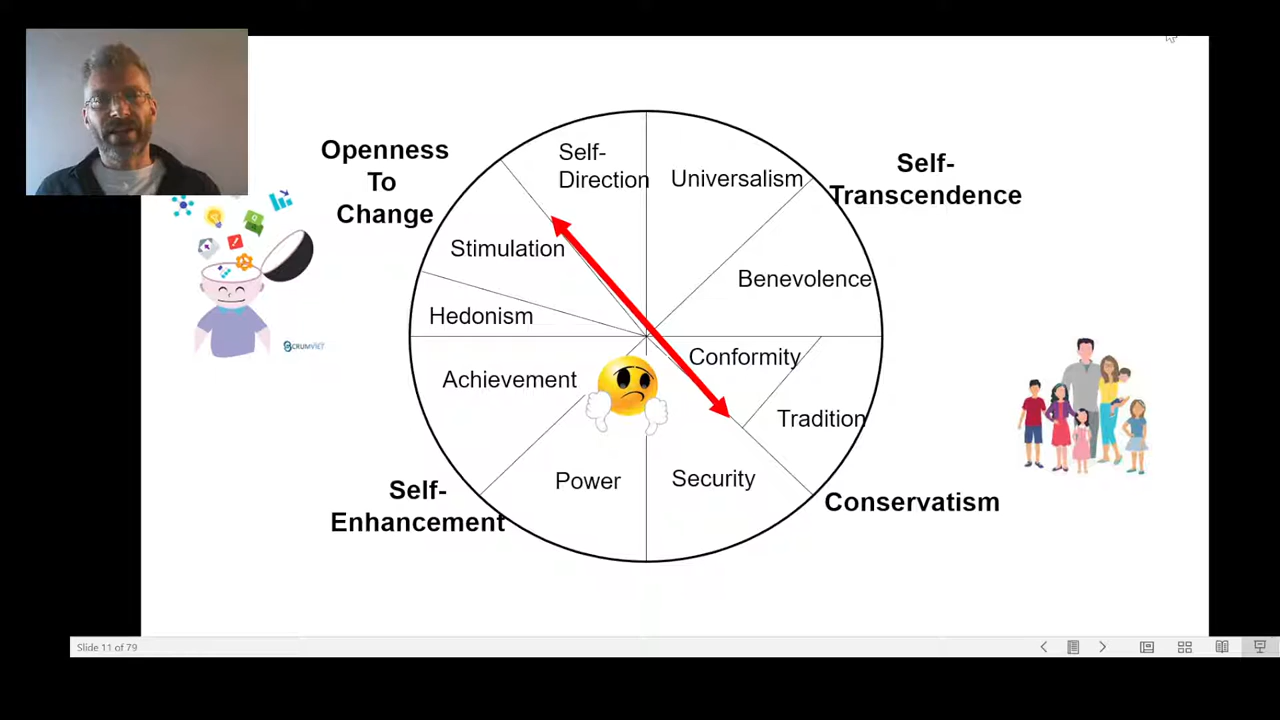 Openness
To
Change
Self-
Direction
Universalism
Self-
Transcendence
Stimulation
Benevolence
Hedonism
SCRUMVIET
Conformity
Achievement
Tradition
Power
Security
Self-
Enhancement
Conservatism
Slide 11 of 79